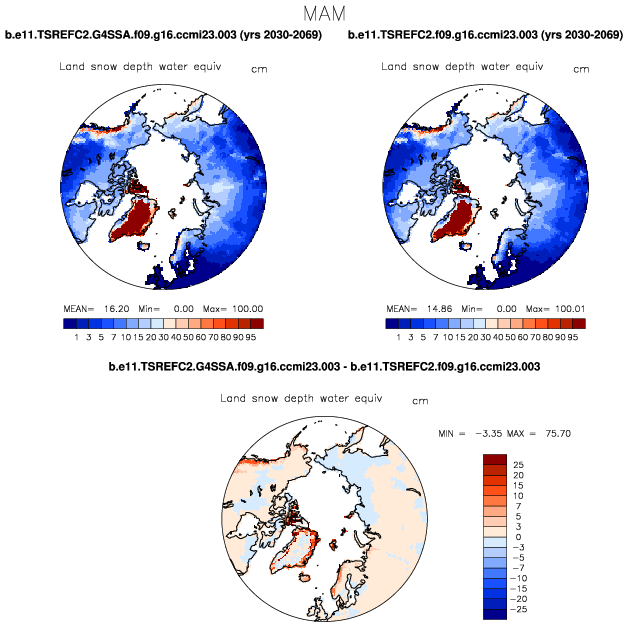 MAM
b.e11.TSREFC2.G4SSA.f09.g16.ccmi23.003 (yrs 2030-2069)
b.e11.TSREFC2.f09.g16.ccmi23.003 (yrs 2030-2069)
Land snow depth water equiv cm
Land snow depth water equiv cm
MEAN= 16.20 Min= 0.00 Max= 100.00
MEAN= 14.86 Min= 0.00 Max= 100.01
1 3 5 7 10 15 20 30 40 50 60 70 80 90 95
1 3 5 7 10 15 20 30 40 50 60 70 80 90 95
b.e11.TSREFC2.G4SSA.f09.g16.ccmi23.003 - b.e11.TSREFC2.f09.g16.ccmi23.003
Land snow depth water equiv cm
MIN = -3.35 MAX = 75.70
25
20
15
10
7
5
3
0
-3
-5
-7
-10
-15
-20
-25